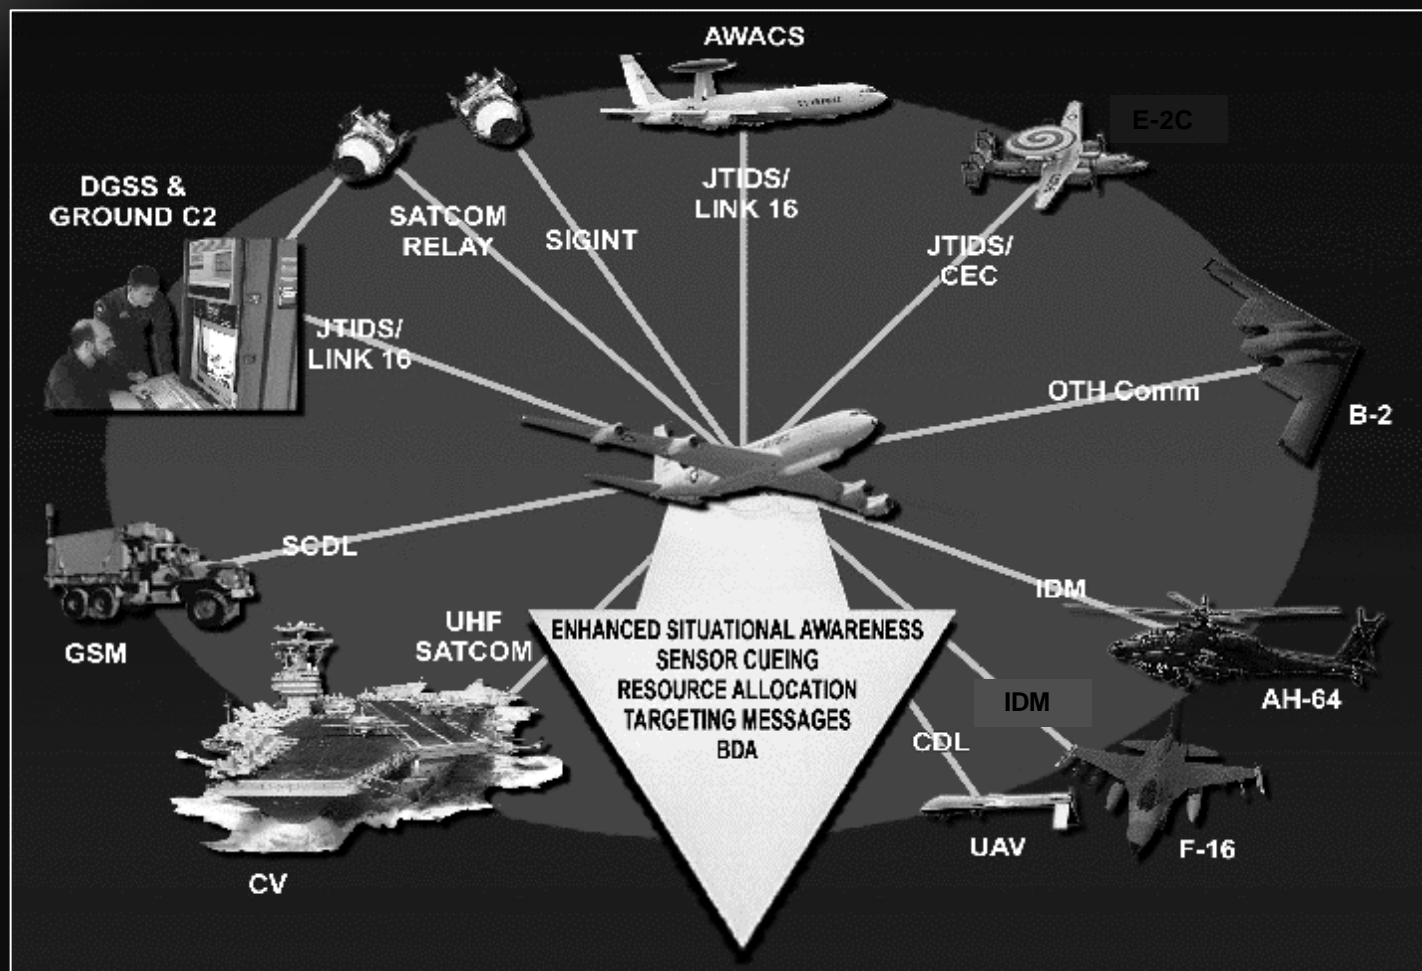 AWACS
E-2C
DGSS &
GROUND C2
SATCOM
RELAY
SIGINT
JTIDS/
LINK 16
JTIDS/
CEC
JTIDS/
LINK 16
OTH Comm
B-2
SCDL
GSM
UHF
SATCOM
CV
ENHANCED SITUATIONAL AWARENESS
SENSOR CUEING
RESOURCE ALLOCATION
TARGETING MESSAGES
BDA
IDM
AH-64
IDM
CDL
UAV
F-16